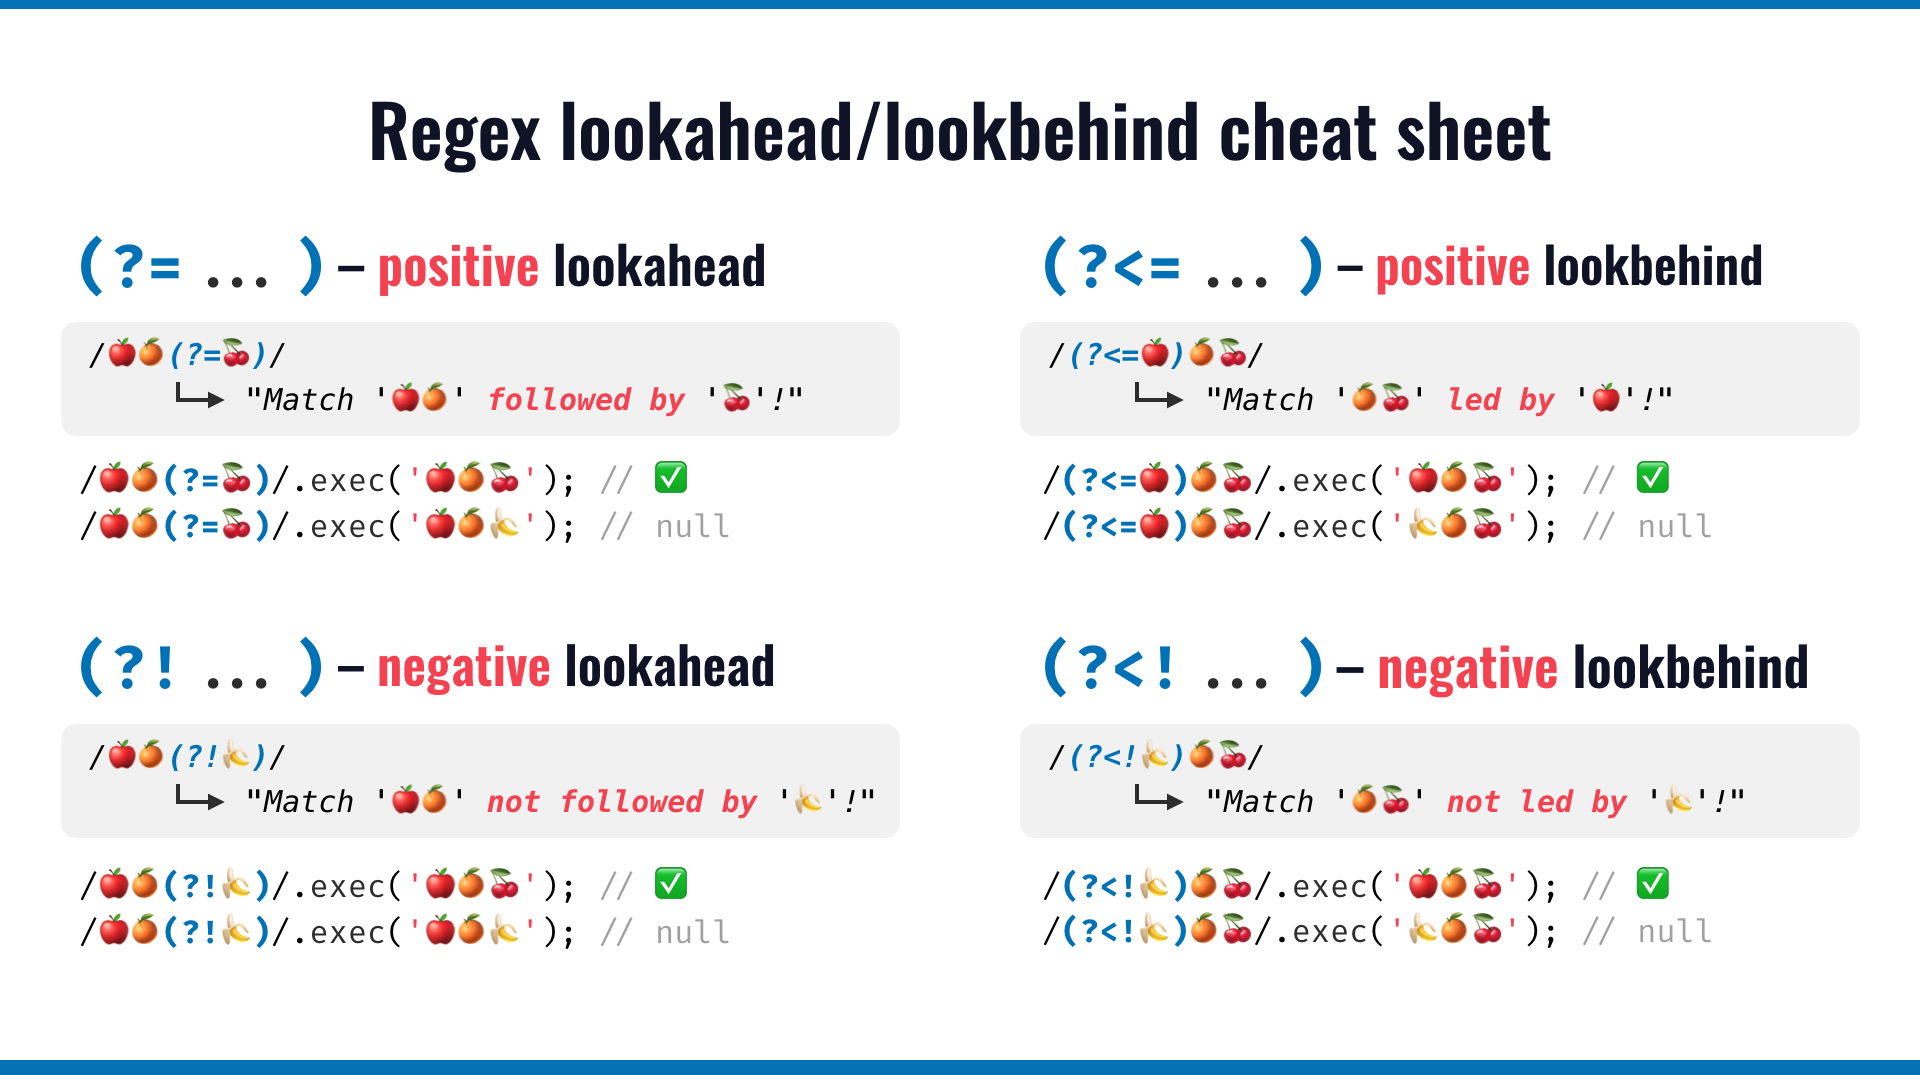 Regex lookahead/lookbehind cheat sheet
(?= ... ) – positive lookahead
/🍎🍊(?=🍒)/
"Match '🍎🍊' followed by '🍒'!"
/🍎🍊(?=🍒)/.exec('🍎🍊🍒'); // ✅
/🍎🍊(?=🍒)/.exec('🍎🍊🍌'); // null
(?<= ... ) – positive lookbehind
/(?<=🍎)🍊🍒/
"Match '🍊🍒' led by '🍎'!"
/(?<=🍎)🍊🍒/.exec('🍎🍊🍒'); // ✅
/(?<=🍎)🍊🍒/.exec('🍌🍊🍒'); // null
(?! ... ) – negative lookahead
/🍎🍊(?!🍌)/
"Match '🍎🍊' not followed by '🍌'!"
/🍎🍊(?!🍌)/.exec('🍎🍊🍒'); // ✅
/🍎🍊(?!🍌)/.exec('🍎🍊🍌'); // null
(?<! ... ) – negative lookbehind
/(?<!🍌)🍊🍒/
"Match '🍊🍒' not led by '🍌'!"
/(?<!🍌)🍊🍒/.exec('🍎🍊🍒'); // ✅
/(?<!🍌)🍊🍒/.exec('🍌🍊🍒'); // null